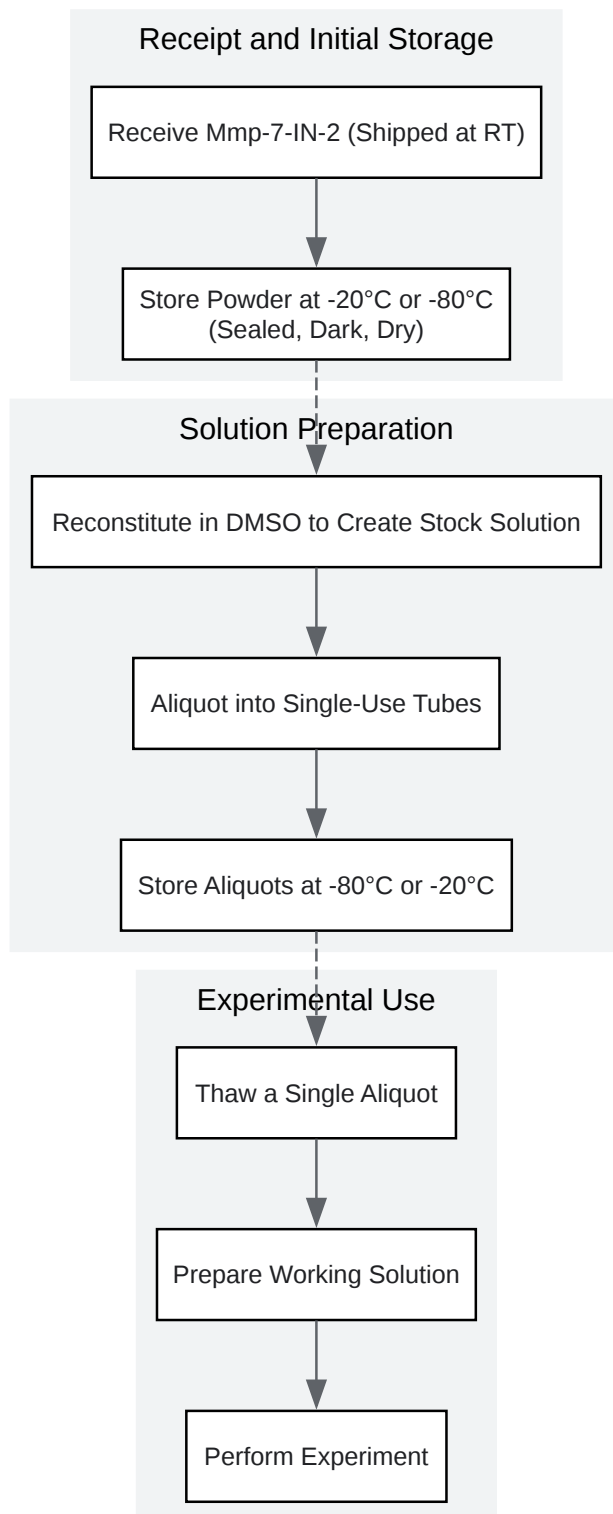 Receipt and Initial Storage
Receive Mmp-7-IN-2 (Shipped at RT)
Store Powder at -20°C or -80°C
(Sealed, Dark, Dry)
Solution Preparation
Reconstitute in DMSO to Create Stock Solution
Aliquot into Single-Use Tubes
Store Aliquots at -80°C or -20°C
Experimental Use
Thaw a Single Aliquot
Prepare Working Solution
Perform Experiment